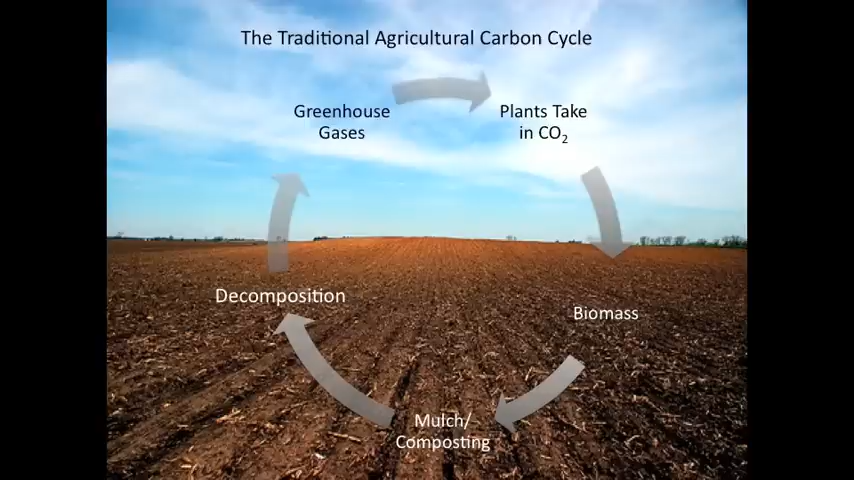 The Traditional Agricultural Carbon Cycle
Greenhouse
Gases
Plants Take
in CO₂
Decomposition
Biomass
Mulch/
Composting